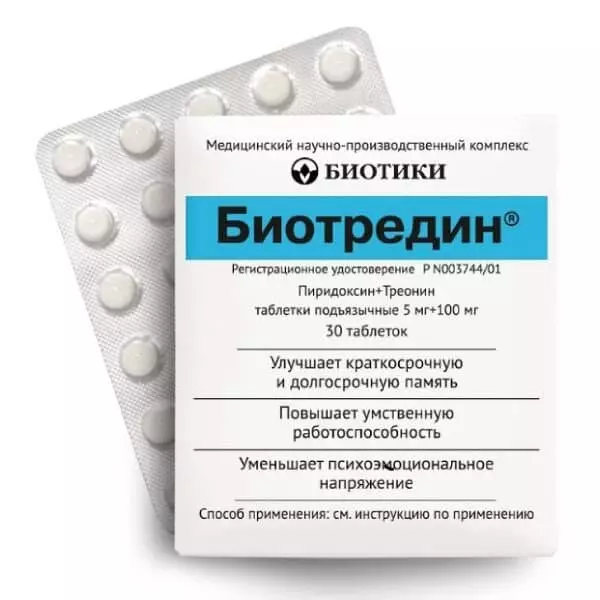 Медицинский научно-производственный комплекс
БИОТИКИ
Биотредин®
Регистрационное удостоверение Р N003744/01
Пиридоксин+Треонин
таблетки подъязычные 5 мг+100 мг
30 таблеток
Улучшает краткосрочную
и долгосрочную память
Повышает умственную
работоспособность
Уменьшает психоэмоциональное
напряжение
Способ применения: см. инструкцию по применению